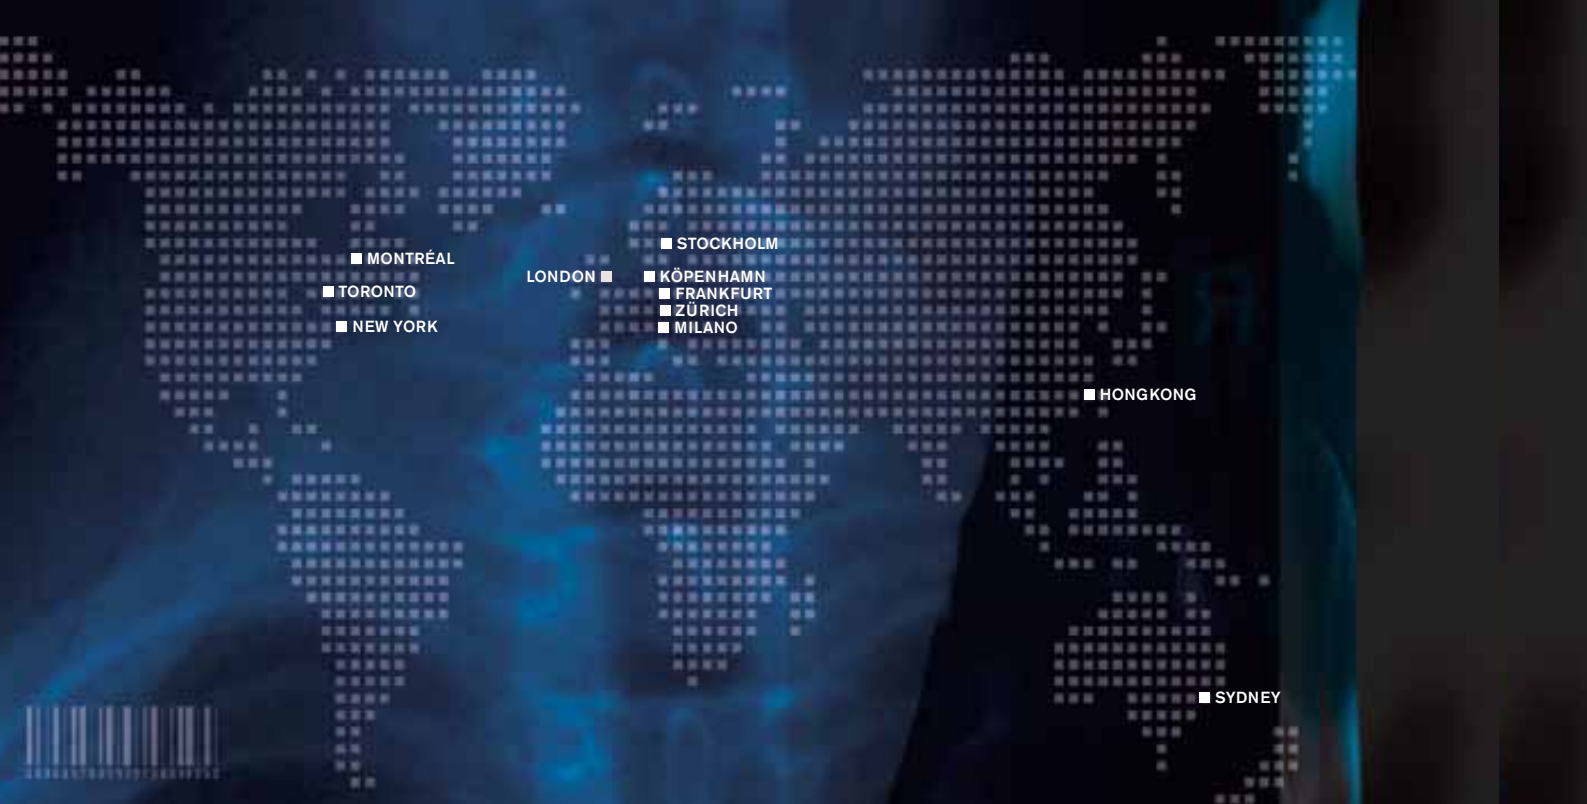 STOCKHOLM
MONTRÉAL
LONDON
KÖPENHAMN
TORONTO
FRANKFURT
ZÜRICH
NEW YORK
MILANO
HONGKONG
SYDNEY